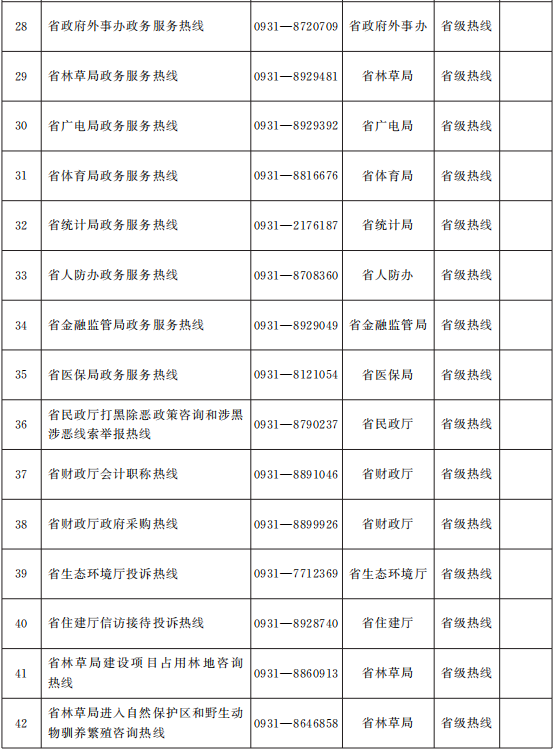 28 省政府外事办政务服务热线 0931—8720709 省政府外事办 省级热线
29 省林草局政务服务热线 0931—8929481 省林草局 省级热线
30 省广电局政务服务热线 0931—8929392 省广电局 省级热线
31 省体育局政务服务热线 0931—8816676 省体育局 省级热线
32 省统计局政务服务热线 0931—2176187 省统计局 省级热线
33 省人防办政务服务热线 0931—8708360 省人防办 省级热线
34 省金融监管局政务服务热线 0931—8929049 省金融监管局 省级热线
35 省医保局政务服务热线 0931—8121054 省医保局 省级热线
36 省民政厅打黑除恶政策咨询和涉黑
涉恶线索举报热线 0931—8790237 省民政厅 省级热线
37 省财政厅会计职称热线 0931—8891046 省财政厅 省级热线
38 省财政厅政府采购热线 0931—8899926 省财政厅 省级热线
39 省生态环境厅投诉热线 0931—7712369 省生态环境厅 省级热线
40 省住建厅信访接待投诉热线 0931—8928740 省住建厅 省级热线
41 省林草局建设项目占用林地咨询
热线 0931—8860913 省林草局 省级热线
42 省林草局进入自然保护区和野生动
物驯养繁殖咨询热线 0931—8646858 省林草局 省级热线